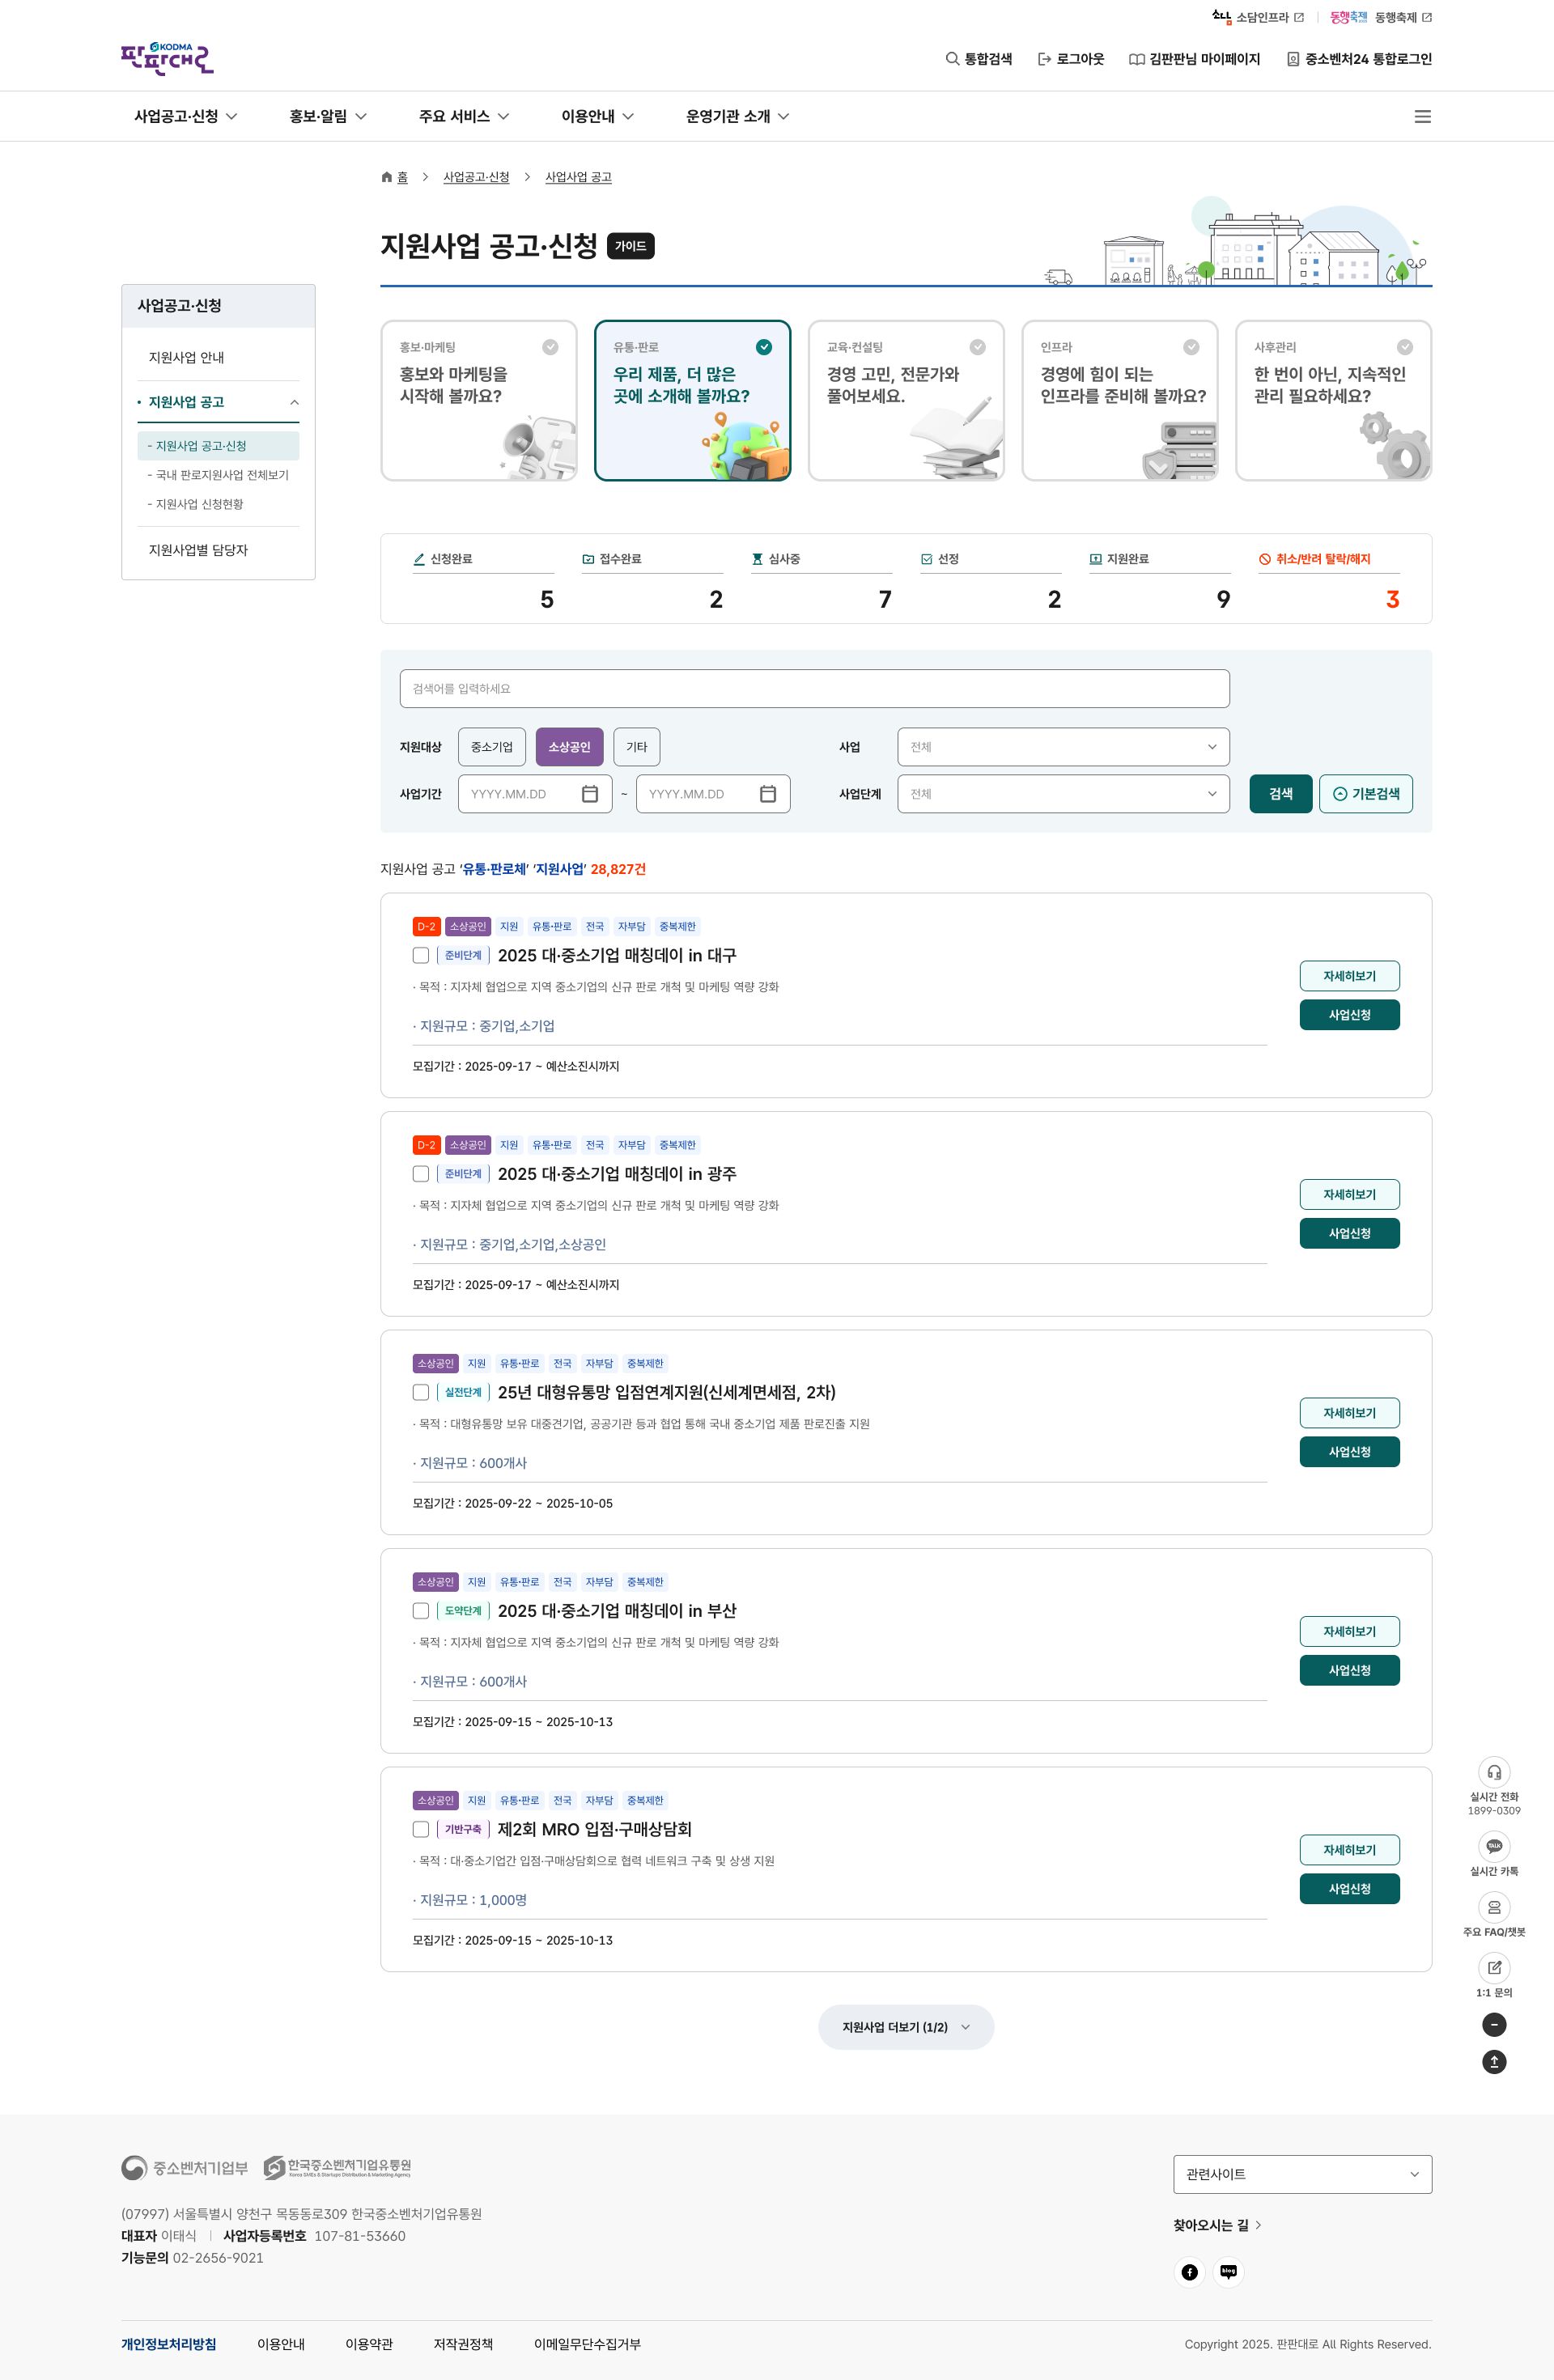 소담 소담인프라 동행축제 동행축제
KODMA
판판대로
통합검색 로그아웃 김판판님 마이페이지 중소벤처24 통합로그인
사업공고·신청 홍보·알림 주요 서비스 이용안내 운영기관 소개
홈 사업공고·신청 사업사업 공고
지원사업 공고·신청 가이드
사업공고·신청
지원사업 안내
지원사업 공고
- 지원사업 공고·신청
- 국내 판로지원사업 전체보기
- 지원사업 신청현황
지원사업별 담당자
홍보·마케팅
홍보와 마케팅을
시작해 볼까요?
유통·판로
우리 제품, 더 많은
곳에 소개해 볼까요?
교육·컨설팅
경영 고민, 전문가와
풀어보세요.
인프라
경영에 힘이 되는
인프라를 준비해 볼까요?
사후관리
한 번이 아닌, 지속적인
관리 필요하세요?
신청완료 접수완료 심사중 선정 지원완료 취소/반려 탈락/해지
5 2 7 2 9 3
검색어를 입력하세요
지원대상 중소기업 소상공인 기타 사업 전체
사업기간 YYYY.MM.DD ~ YYYY.MM.DD 사업단계 전체 검색 기본검색
지원사업 공고 ‘유통·판로체’ ‘지원사업’ 28,827건
D-2 소상공인 지원 유통·판로 전국 자부담 중복제한
준비단계 2025 대·중소기업 매칭데이 in 대구
· 목적 : 지자체 협업으로 지역 중소기업의 신규 판로 개척 및 마케팅 역량 강화
· 지원규모 : 중기업,소기업
모집기간 : 2025-09-17 ~ 예산소진시까지
자세히보기
사업신청
D-2 소상공인 지원 유통·판로 전국 자부담 중복제한
준비단계 2025 대·중소기업 매칭데이 in 광주
· 목적 : 지자체 협업으로 지역 중소기업의 신규 판로 개척 및 마케팅 역량 강화
· 지원규모 : 중기업,소기업,소상공인
모집기간 : 2025-09-17 ~ 예산소진시까지
자세히보기
사업신청
소상공인 지원 유통·판로 전국 자부담 중복제한
실전단계 25년 대형유통망 입점연계지원(신세계면세점, 2차)
· 목적 : 대형유통망 보유 대중견기업, 공공기관 등과 협업 통해 국내 중소기업 제품 판로진출 지원
· 지원규모 : 600개사
모집기간 : 2025-09-22 ~ 2025-10-05
자세히보기
사업신청
소상공인 지원 유통·판로 전국 자부담 중복제한
도약단계 2025 대·중소기업 매칭데이 in 부산
· 목적 : 지자체 협업으로 지역 중소기업의 신규 판로 개척 및 마케팅 역량 강화
· 지원규모 : 600개사
모집기간 : 2025-09-15 ~ 2025-10-13
자세히보기
사업신청
소상공인 지원 유통·판로 전국 자부담 중복제한
기반구축 제2회 MRO 입점·구매상담회
· 목적 : 대·중소기업간 입점·구매상담회으로 협력 네트워크 구축 및 상생 지원
· 지원규모 : 1,000명
모집기간 : 2025-09-15 ~ 2025-10-13
자세히보기
사업신청
실시간 전화
1899-0309
TALK
실시간 카톡
주요 FAQ/챗봇
1:1 문의
지원사업 더보기 (1/2)
중소벤처기업부 한국중소벤처기업유통원
Korea SMEs & Startups Distribution & Marketing Agency
관련사이트
(07997) 서울특별시 양천구 목동동로309 한국중소벤처기업유통원
대표자 이태식 사업자등록번호 107-81-53660
기능문의 02-2656-9021
찾아오시는 길
blog
개인정보처리방침 이용안내 이용약관 저작권정책 이메일무단수집거부
Copyright 2025. 판판대로 All Rights Reserved.